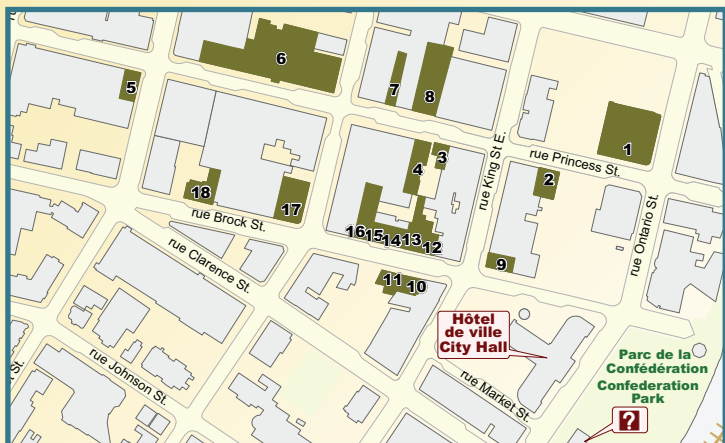 6
5
7
8
1
rue Princess St.
3
4
2
rue King St E.
18
17
rue Brock St.
16
15
14
13
12
rue Ontario St.
9
rue Clarence St.
11
10
Hôtel
de ville
City Hall
Parc de la
Confédération
Confederation
Park
rue Johnson St.
rue Market St.
St.
?